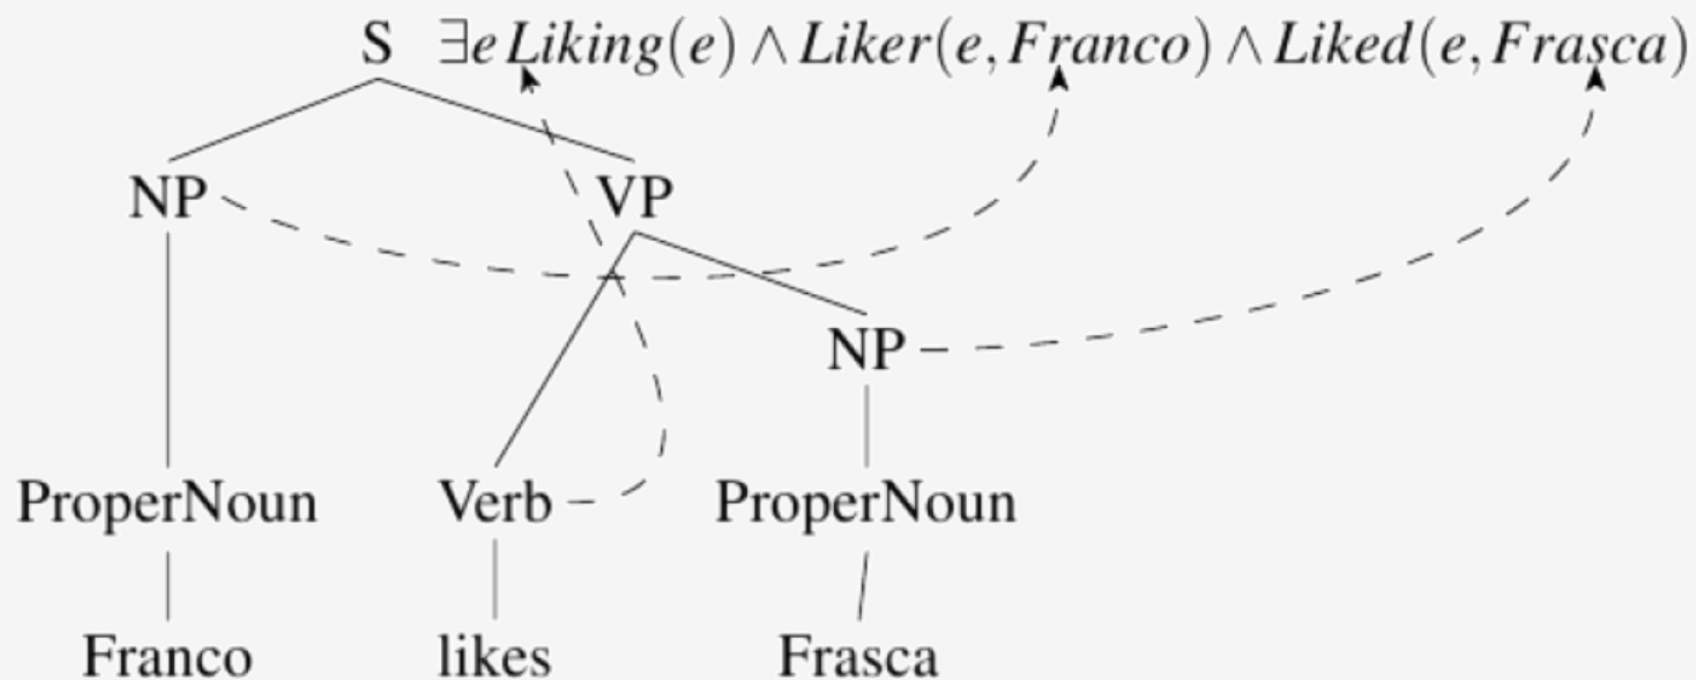 S ∃e Liking(e) ∧ Liker(e, Franco) ∧ Liked(e, Frasca)
NP VP
NP
ProperNoun Verb ProperNoun
Franco likes Frasca